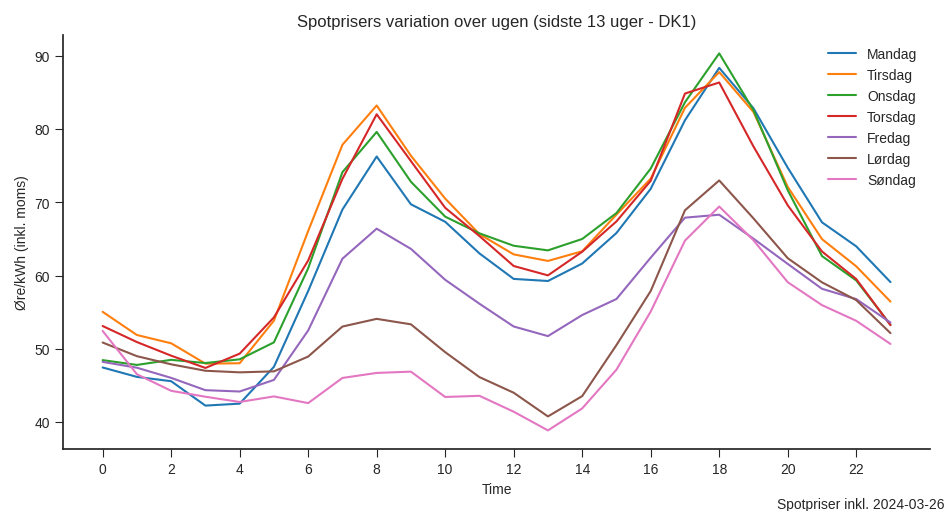 Spotprisers variation over ugen (sidste 13 uger - DK1)
Øre/kWh (inkl. moms)
90
80
70
60
50
40
0 2 4 6 8 10 12 14 16 18 20 22
Time
Mandag
Tirsdag
Onsdag
Torsdag
Fredag
Lørdag
Søndag
Spotpriser inkl. 2024-03-26